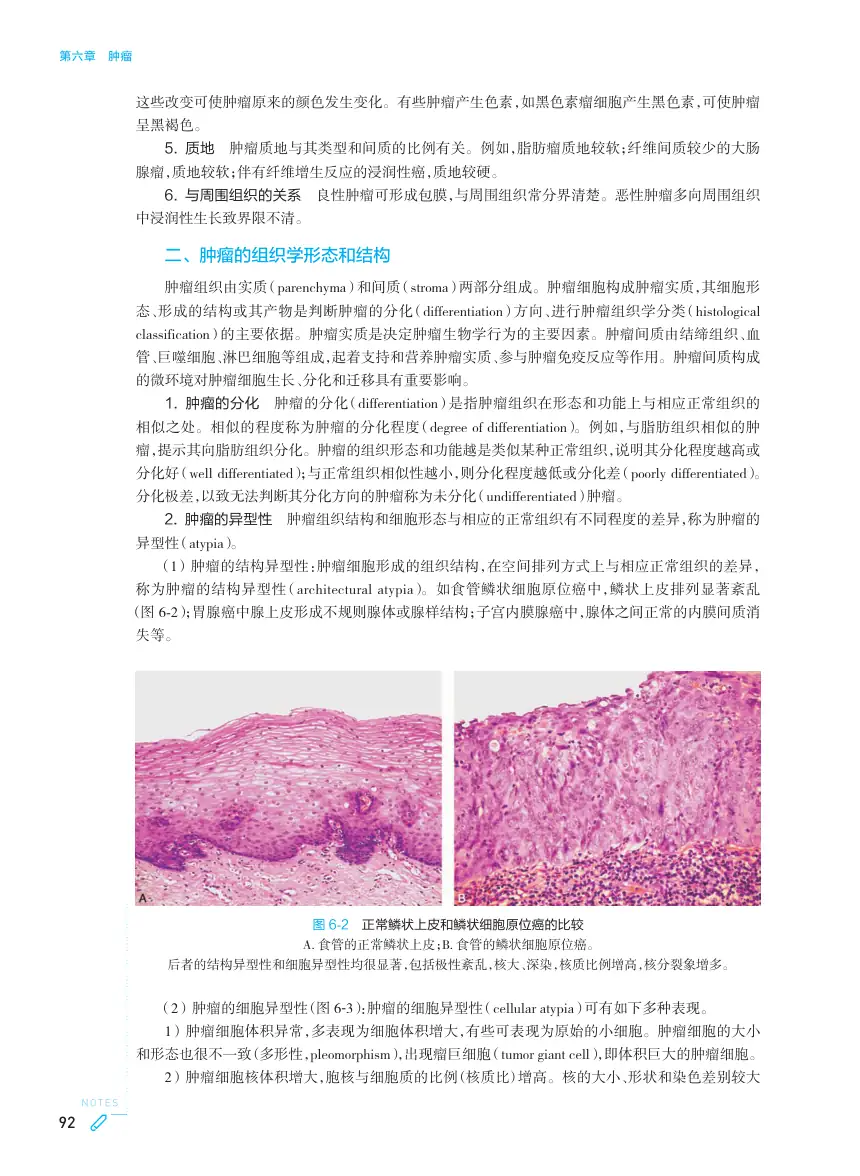 第六章 肿瘤
这些改变可使肿瘤原来的颜色发生变化。有些肿瘤产生色素,如黑色素瘤细胞产生黑色素,可使肿瘤
呈黑褐色。
5. 质地 肿瘤质地与其类型和间质的比例有关。例如,脂肪瘤质地较软;纤维间质较少的大肠
腺瘤,质地较软;伴有纤维增生反应的浸润性癌,质地较硬。
6. 与周围组织的关系 良性肿瘤可形成包膜,与周围组织常分界清楚。恶性肿瘤多向周围组织
中浸润性生长致界限不清。
二、肿瘤的组织学形态和结构
肿瘤组织由实质(parenchyma)和间质(stroma)两部分组成。肿瘤细胞构成肿瘤实质,其细胞形
态、形成的结构或其产物是判断肿瘤的分化(differentiation)方向、进行肿瘤组织学分类(histological
classification)的主要依据。肿瘤实质是决定肿瘤生物学行为的主要因素。肿瘤间质由结缔组织、血
管、巨噬细胞、淋巴细胞等组成,起着支持和营养肿瘤实质、参与肿瘤免疫反应等作用。肿瘤间质构成
的微环境对肿瘤细胞生长、分化和迁移具有重要影响。
1. 肿瘤的分化 肿瘤的分化(differentiation)是指肿瘤组织在形态和功能上与相应正常组织的
相似之处。相似的程度称为肿瘤的分化程度(degree of differentiation)。例如,与脂肪组织相似的肿
瘤,提示其向脂肪组织分化。肿瘤的组织形态和功能越是类似某种正常组织,说明其分化程度越高或
分化好(well differentiated);与正常组织相似性越小,则分化程度越低或分化差(poorly differentiated)。
分化极差,以致无法判断其分化方向的肿瘤称为未分化(undifferentiated)肿瘤。
2. 肿瘤的异型性 肿瘤组织结构和细胞形态与相应的正常组织有不同程度的差异,称为肿瘤的
异型性(atypia)。
(1)肿瘤的结构异型性:肿瘤细胞形成的组织结构,在空间排列方式上与相应正常组织的差异,
称为肿瘤的结构异型性(architectural atypia)。如食管鳞状细胞原位癌中,鳞状上皮排列显著紊乱
(图 6-2);胃腺癌中腺上皮形成不规则腺体或腺样结构;子宫内膜腺癌中,腺体之间正常的内膜间质消
失等。
A
B
图 6-2 正常鳞状上皮和鳞状细胞原位癌的比较
A. 食管的正常鳞状上皮;B. 食管的鳞状细胞原位癌。
后者的结构异型性和细胞异型性均很显著,包括极性紊乱,核大、深染,核质比例增高,核分裂象增多。
(2)肿瘤的细胞异型性(图 6-3):肿瘤的细胞异型性(cellular atypia)可有如下多种表现。
1)肿瘤细胞体积异常,多表现为细胞体积增大,有些可表现为原始的小细胞。肿瘤细胞的大小
和形态也很不一致(多形性,pleomorphism),出现瘤巨细胞(tumor giant cell),即体积巨大的肿瘤细胞。
2)肿瘤细胞核体积增大,胞核与细胞质的比例(核质比)增高。核的大小、形状和染色差别较大
NOTES
92